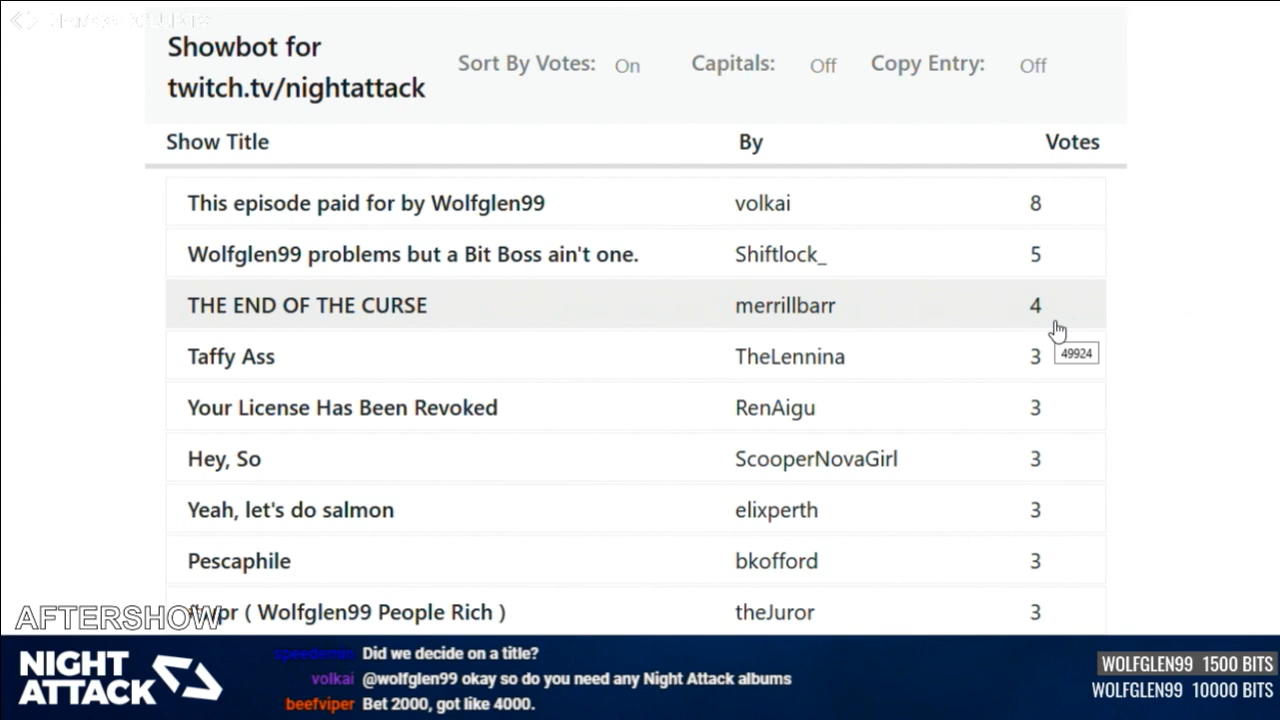 Showbot for
twitch.tv/nightattack
Sort By Votes: On Capitals: Off Copy Entry: Off
Show Title By Votes
This episode paid for by Wolfglen99 volkai 8
Wolfglen99 problems but a Bit Boss ain't one. Shiftlock_ 5
THE END OF THE CURSE merrillbarr 4
49924
Taffy Ass TheLennina 3
Your License Has Been Revoked RenAigu 3
Hey, So ScooperNovaGirl 3
Yeah, let's do salmon elixperth 3
Pescaphile bkofford 3
( Wolfglen99 People Rich ) theJuror 3
AFTERSHOW
NIGHT
ATTACK
Did we decide on a title?
volkai @wolfglen99 okay so do you need any Night Attack albums
beefviper Bet 2000, got like 4000.
WOLFGLEN99 1500 BITS
WOLFGLEN99 10000 BITS